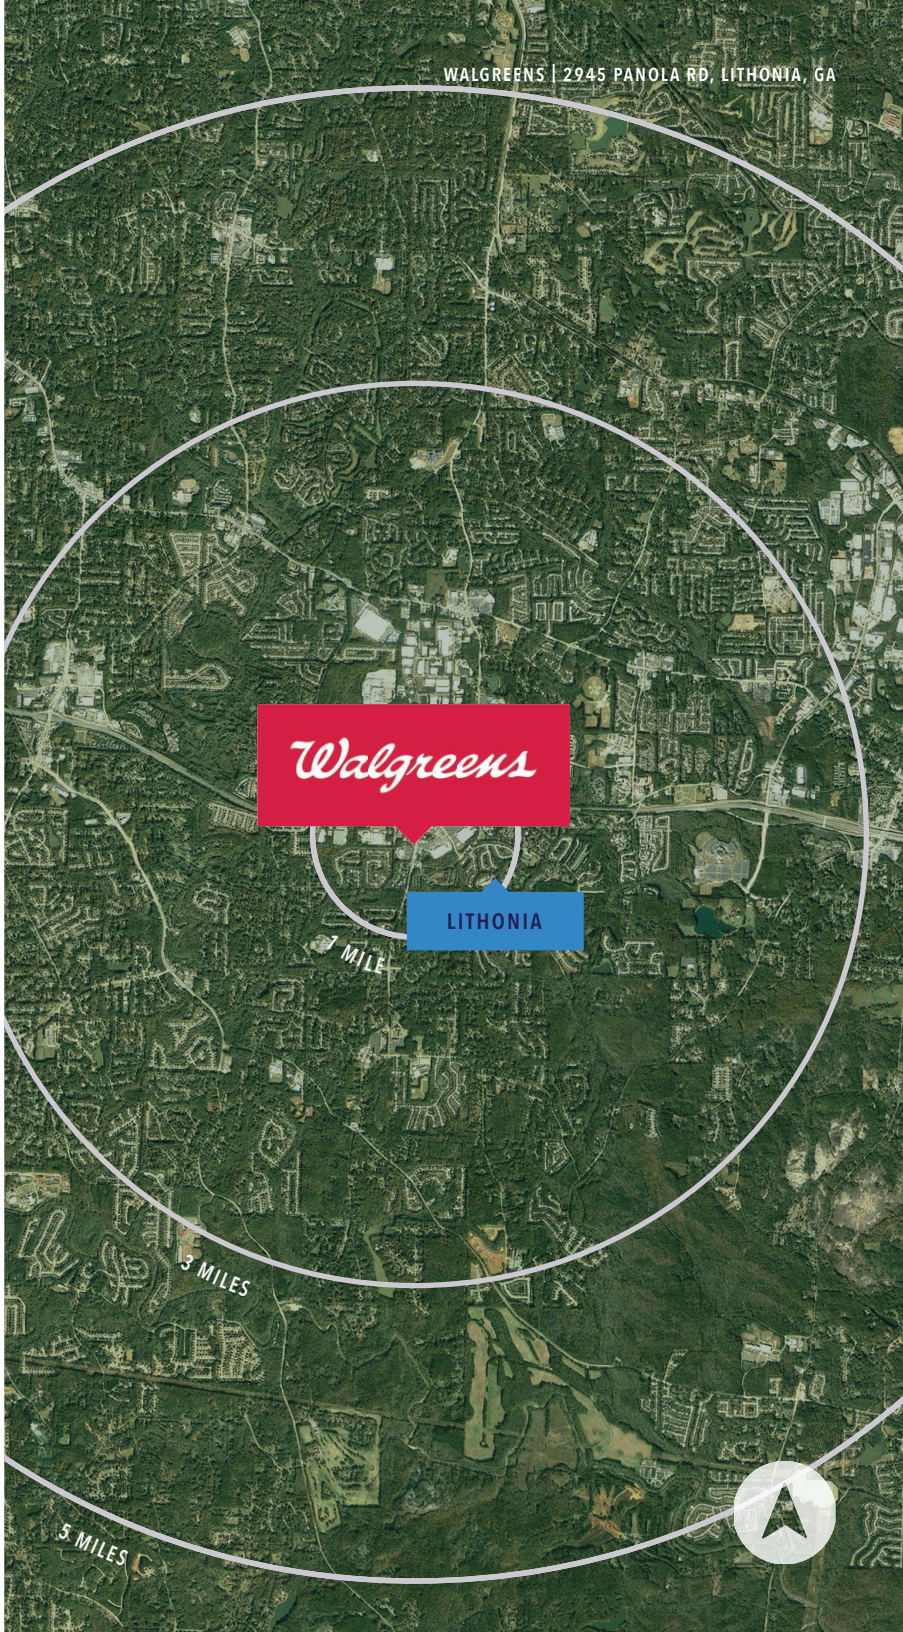 WALGREENS | 2945 PANOLA RD, LITHONIA, GA
Walgreens
LITHONIA
1 MILE
3 MILES
5 MILES